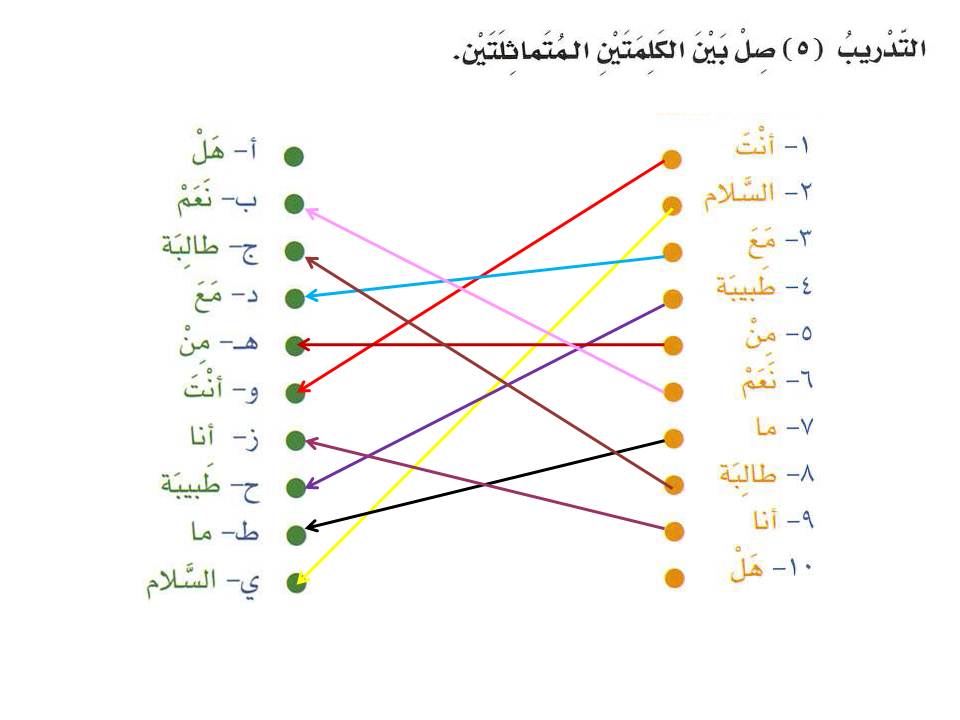 التّدْريبُ (٥) صِلْ بَيْنَ الكَلِمَتَيْنِ المُتَماثِلَتَيْن.
١- أنْتَ
٢- السَّلام
٣- مَعَ
٤- طَبيبَة
٥- مِنْ
٦- نَعَمْ
٧- ما
٨- طالِبَة
٩- أنا
١٠- هَلْ
أ- هَلْ
ب- نَعَمْ
ج- طالِبَة
د- مَعَ
هـ- مِنْ
و- أنْتَ
ز- أنا
ح- طَبيبَة
ط- ما
ي- السَّلام